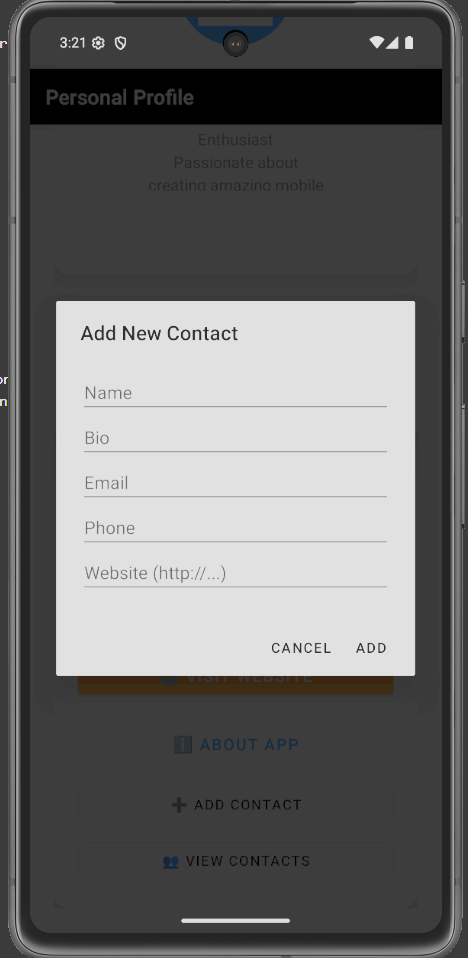 3:21
Personal Profile
Enthusiast
Passionate about
creating amazing mobile
Add New Contact
Name
Bio
Email
Phone
Website (http://...)
CANCEL ADD
VISIT WEBSITE
ABOUT APP
ADD CONTACT
VIEW CONTACTS